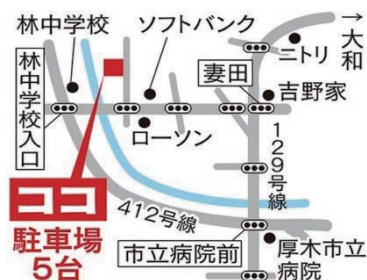 林中学校
ソフトバンク
→
大和
ニトリ
妻田
吉野家
林中学校入口
ローソン
129号線
ココ
412号線
駐車場
5台
市立病院前
厚木市立
病院